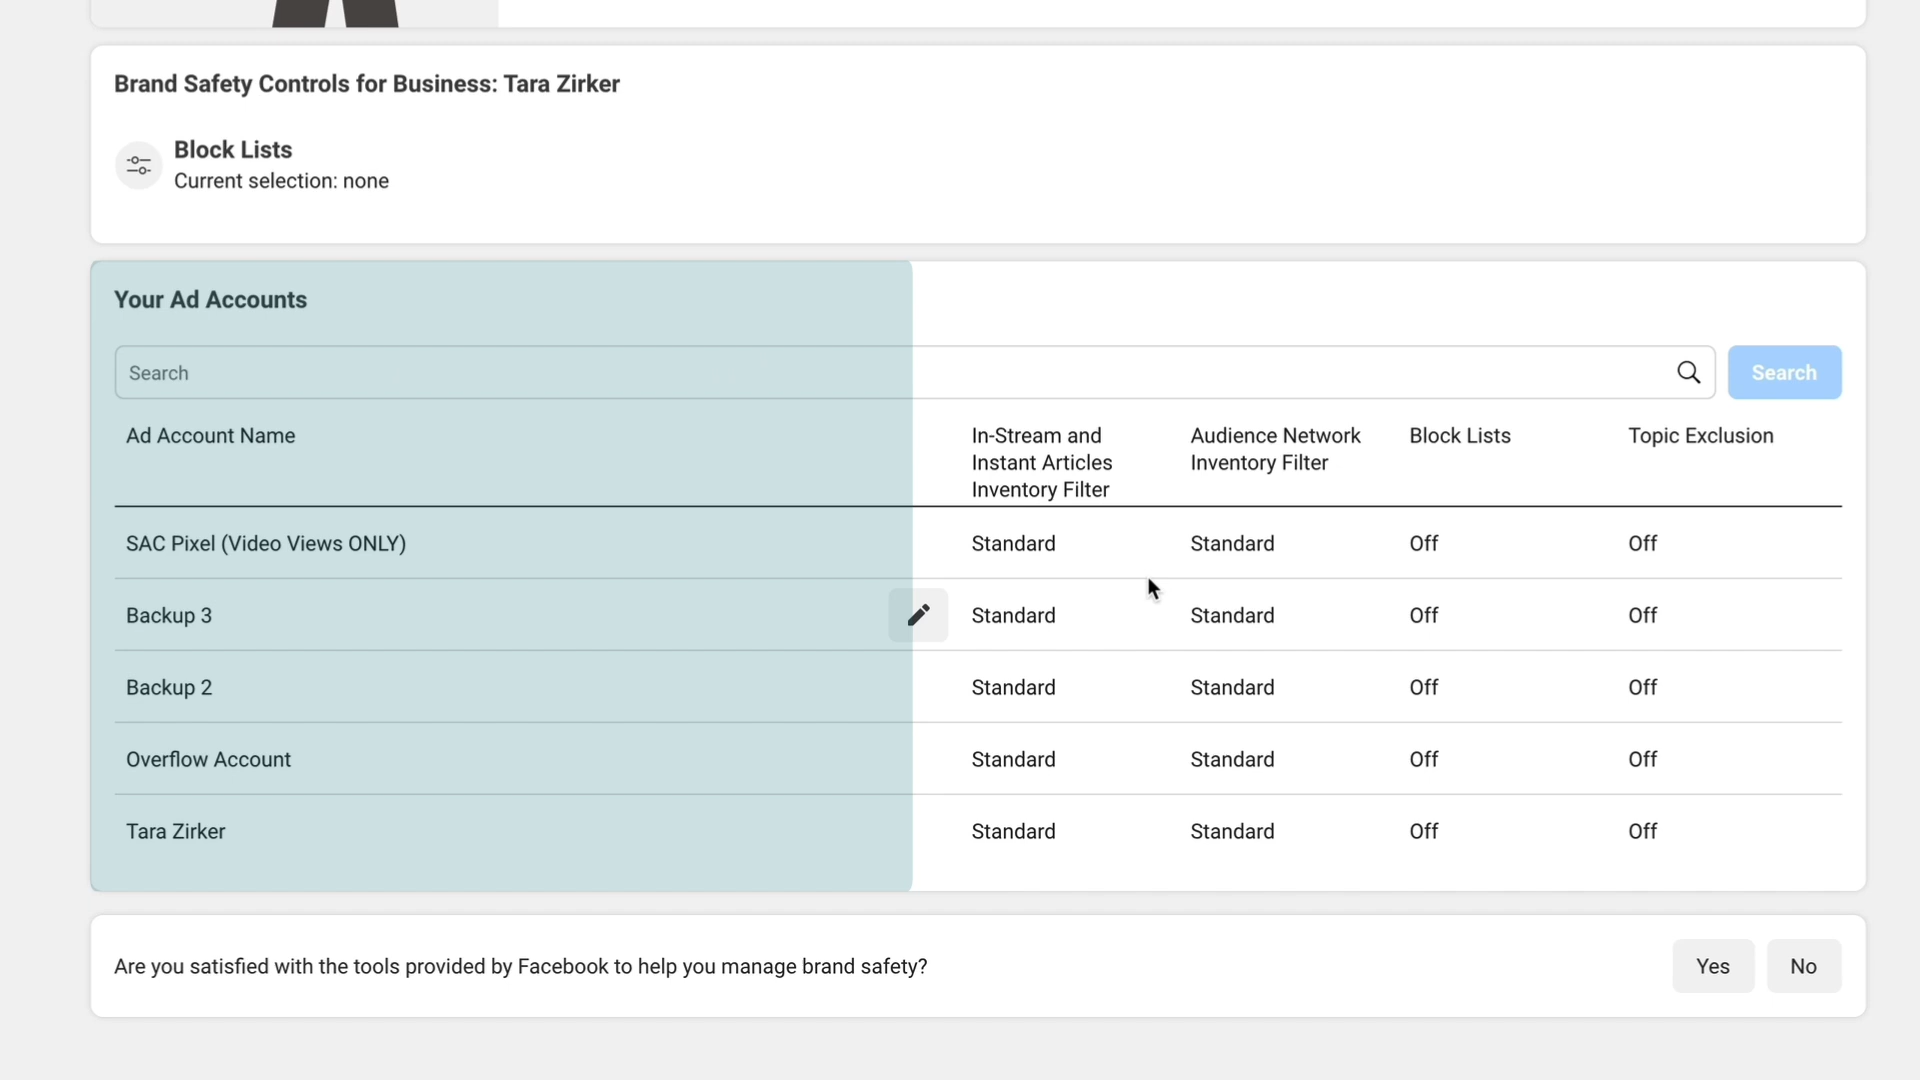 Brand Safety Controls for Business: Tara Zirker
Block Lists
Current selection: none
Your Ad Accounts
Search
Search
Ad Account Name
In-Stream and
Instant Articles
Inventory Filter
Audience Network
Inventory Filter
Block Lists
Topic Exclusion
SAC Pixel (Video Views ONLY) Standard Standard Off Off
Backup 3 Standard Standard Off Off
Backup 2 Standard Standard Off Off
Overflow Account Standard Standard Off Off
Tara Zirker Standard Standard Off Off
Are you satisfied with the tools provided by Facebook to help you manage brand safety?
Yes
No